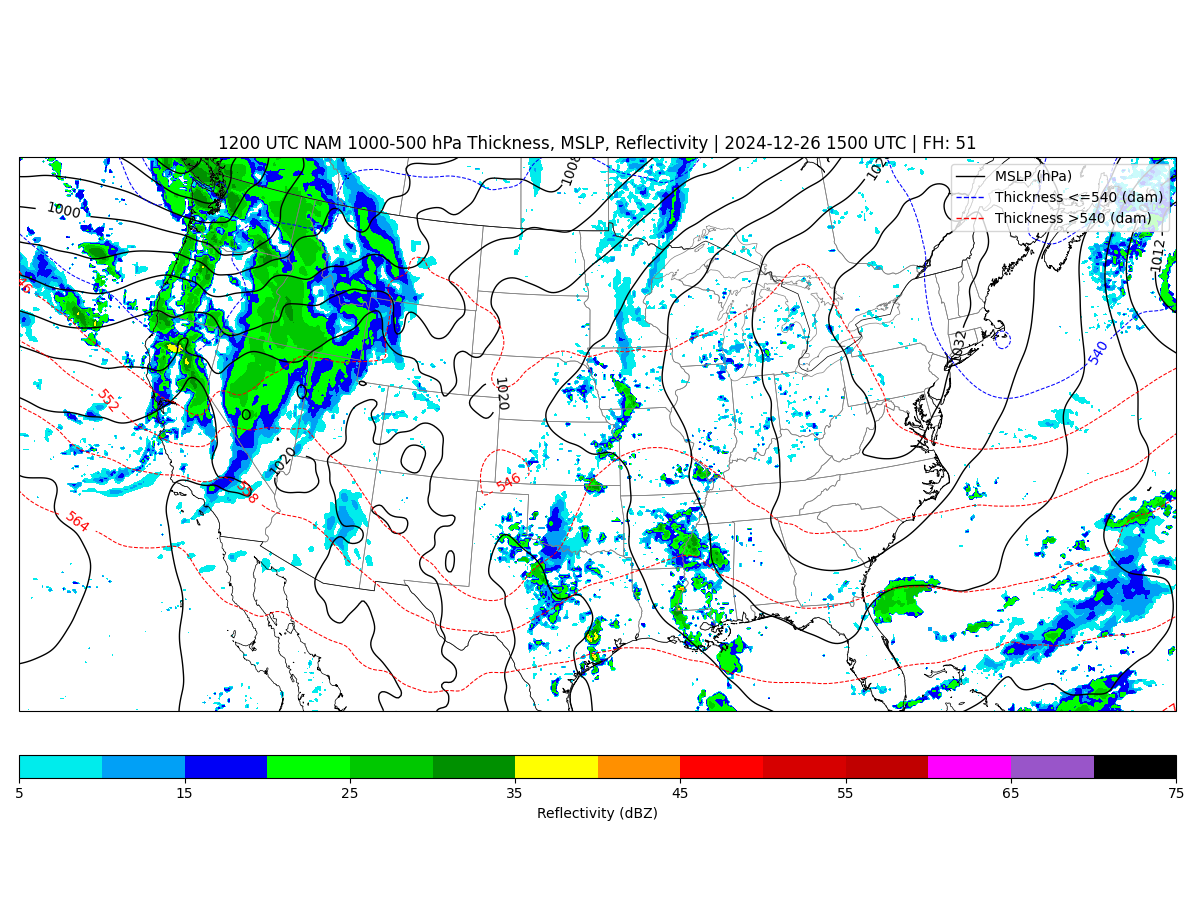 1200 UTC NAM 1000-500 hPa Thickness, MSLP, Reflectivity | 2024-12-26 1500 UTC | FH: 51
MSLP (hPa)
Thickness <=540 (dam)
Thickness >540 (dam)
1008
1000
1012
1032
540
552
1020
1020
546
558
564
5 15 25 35 45 55 65 75
Reflectivity (dBZ)